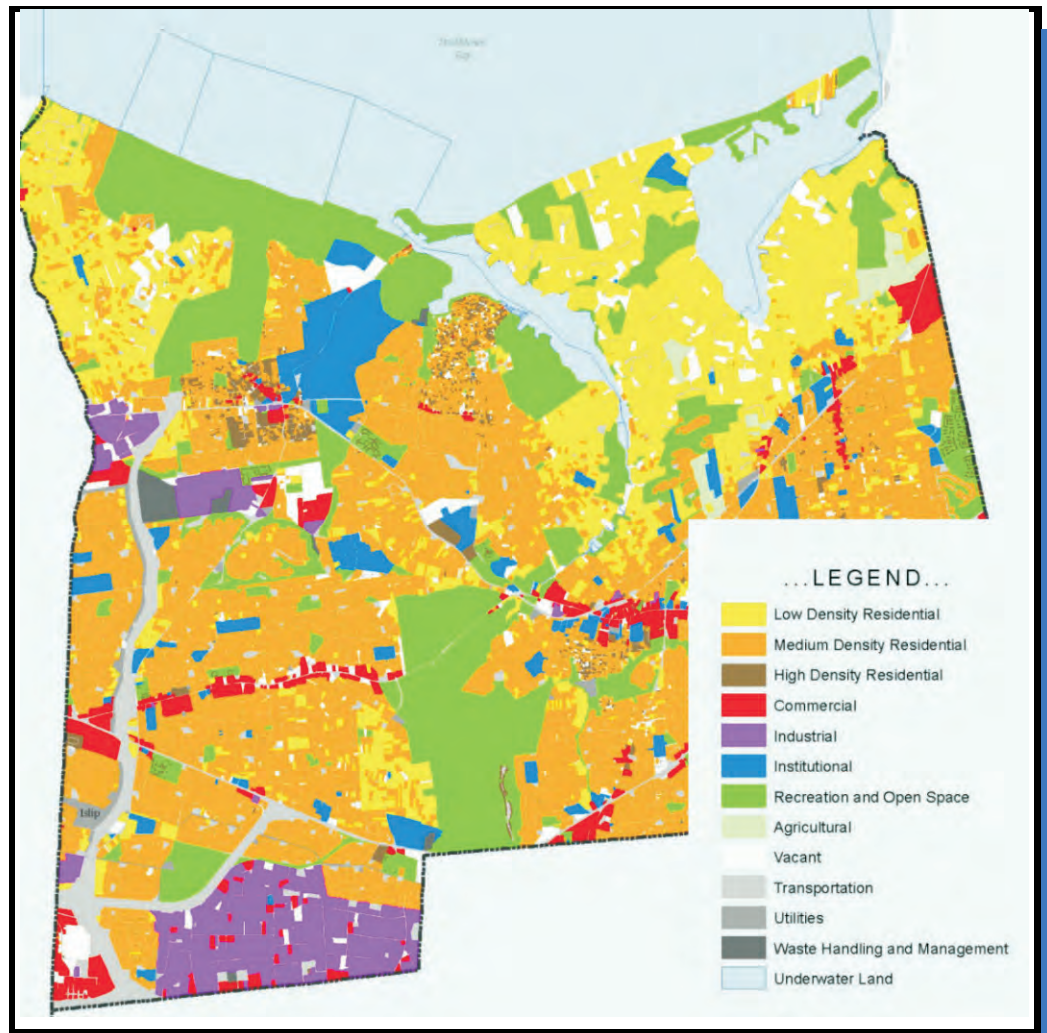 Bay
Islip
...LEGEND...
Low Density Residential
Medium Density Residential
High Density Residential
Commercial
Industrial
Institutional
Recreation and Open Space
Agricultural
Vacant
Transportation
Utilities
Waste Handling and Management
Underwater Land